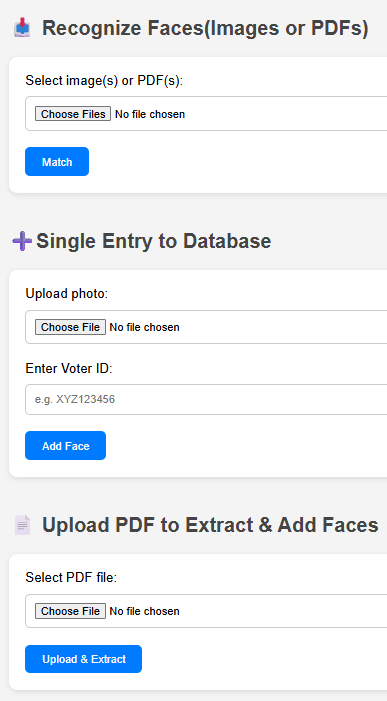 Recognize Faces(Images or PDFs)
Select image(s) or PDF(s):
Choose Files No file chosen
Match
Single Entry to Database
Upload photo:
Choose File No file chosen
Enter Voter ID:
e.g. XYZ123456
Add Face
Upload PDF to Extract & Add Faces
Select PDF file:
Choose File No file chosen
Upload & Extract